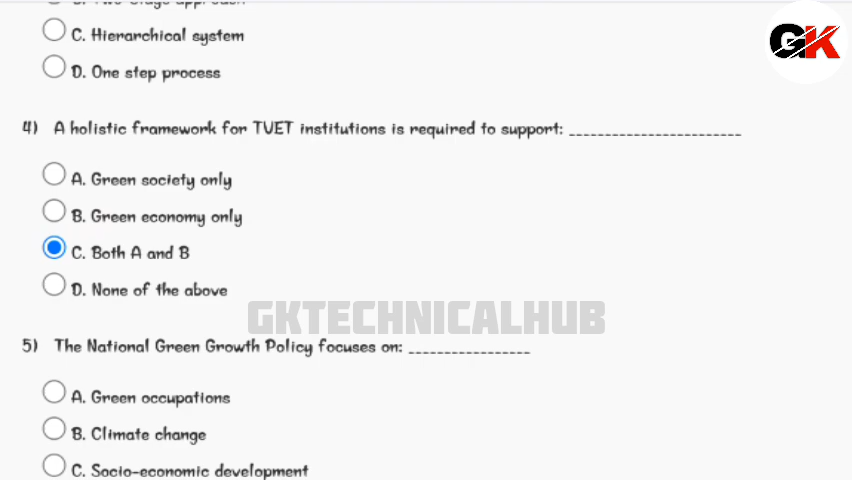 C. Hierarchical system
GK
D. One step process
4) A holistic framework for TVET institutions is required to support: ________________________
A. Green society only
B. Green economy only
C. Both A and B
D. None of the above
GKTECHNICALHUB
5) The National Green Growth Policy focuses on: _________________
A. Green occupations
B. Climate change
C. Socio-economic development